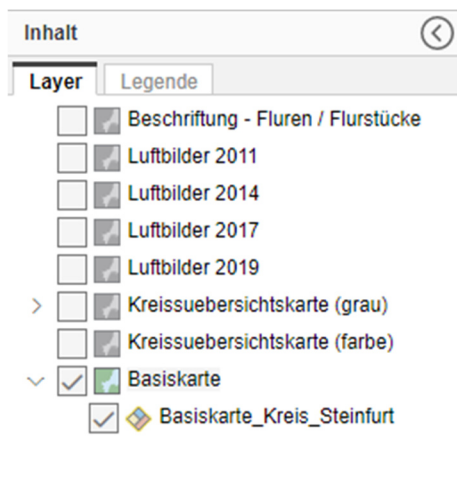 Inhalt
Layer Legende
Beschriftung - Fluren / Flurstücke
Luftbilder 2011
Luftbilder 2014
Luftbilder 2017
Luftbilder 2019
Kreissuebersichtskarte (grau)
Kreissuebersichtskarte (farbe)
Basiskarte
Basiskarte_Kreis_Steinfurt